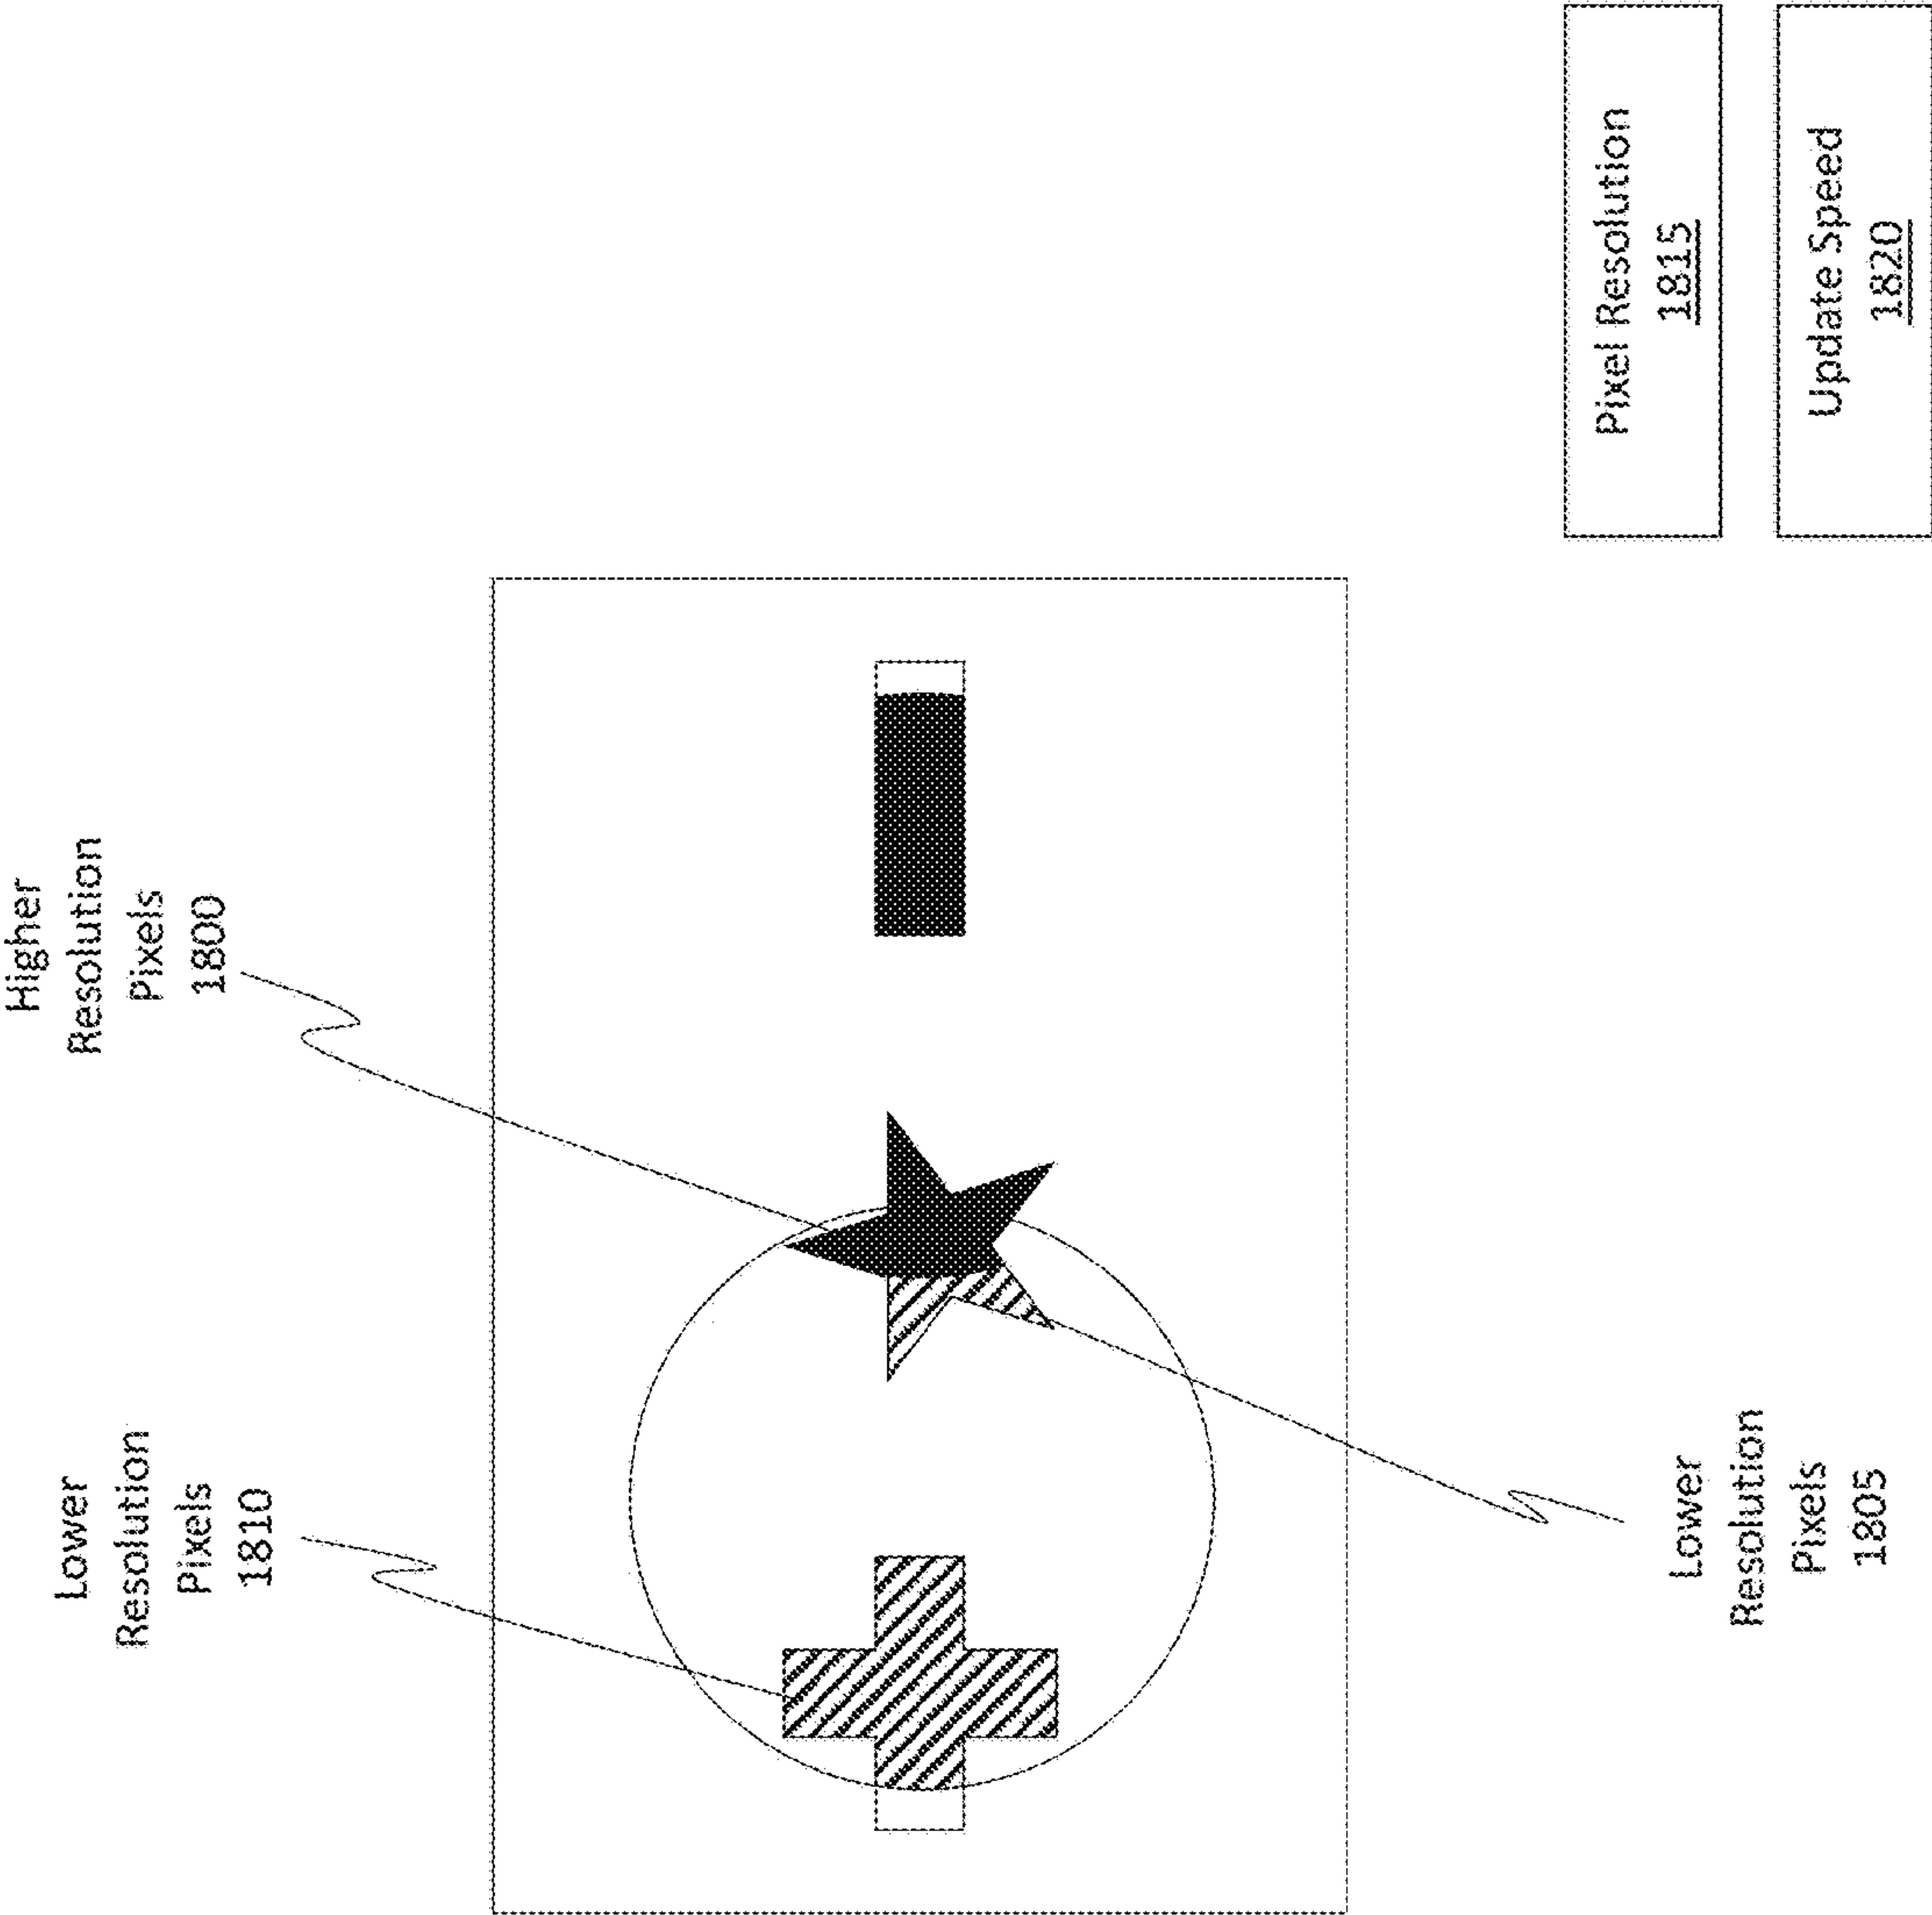 Lower
Resolution
Pixels
1810
Higher
Resolution
Pixels
1800
Lower
Resolution
Pixels
1805
Pixel Resolution
1815
Update Speed
1820